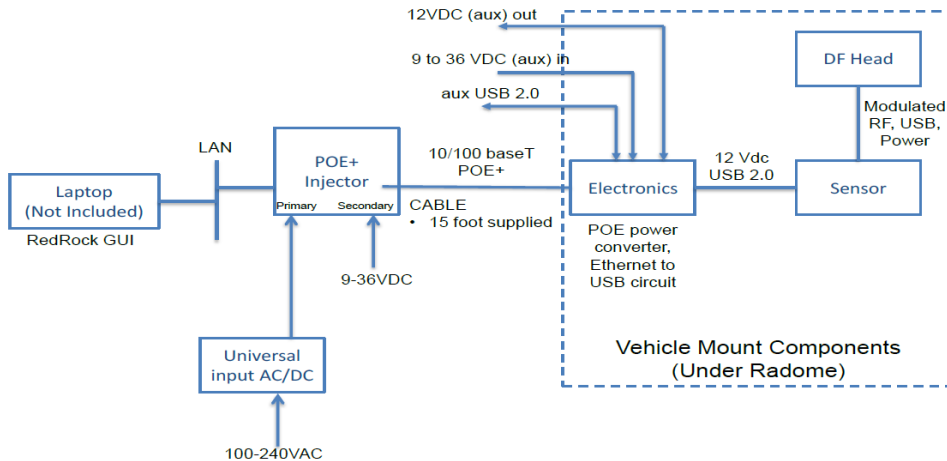 12VDC (aux) out
9 to 36 VDC (aux) in
aux USB 2.0
DF Head
Modulated
RF, USB,
Power
LAN
POE+
Injector
Primary
Secondary
10/100 baseT
POE+
CABLE
• 15 foot supplied
Laptop
(Not Included)
RedRock GUI
Electronics
12 Vdc
USB 2.0
Sensor
POE power
converter,
Ethernet to
USB circuit
9-36VDC
Universal
input AC/DC
100-240VAC
Vehicle Mount Components
(Under Radome)